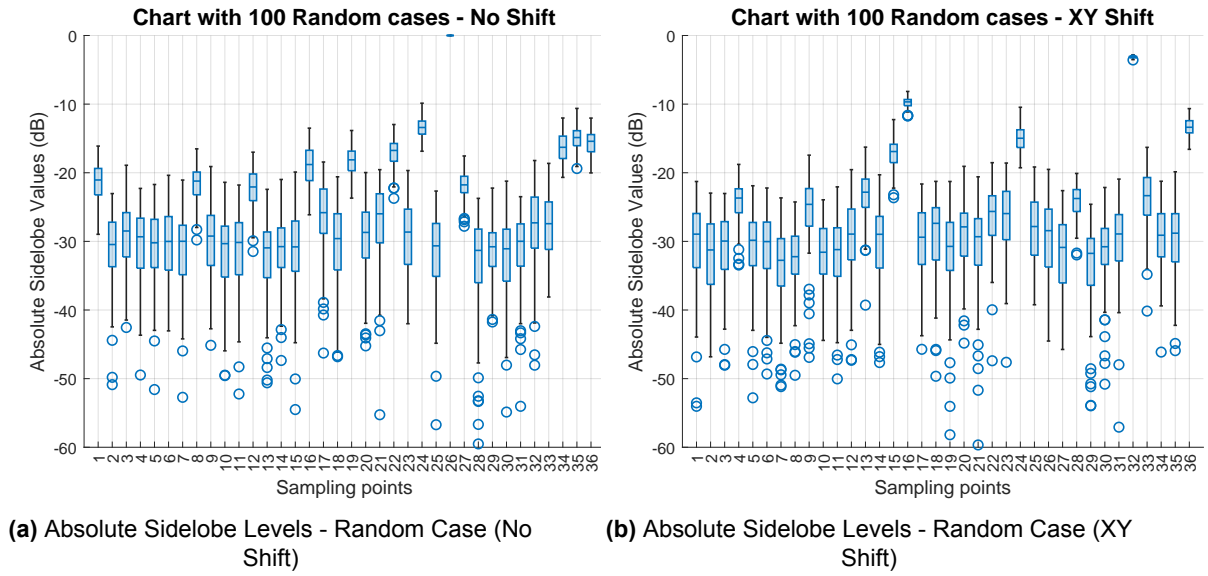 Chart with 100 Random cases - No Shift
0
-10
-20
-30
-40
-50
-60
Absolute Sidelobe Values (dB)
1 2 3 4 5 6 7 8 9 10 11 12 13 14 15 16 17 18 19 20 21 22 23 24 25 26 27 28 29 30 31 32 33 34 35 36
Sampling points
(a) Absolute Sidelobe Levels - Random Case (No
Shift)
Chart with 100 Random cases - XY Shift
0
-10
-20
-30
-40
-50
-60
Absolute Sidelobe Values (dB)
1 2 3 4 5 6 7 8 9 10 11 12 13 14 15 16 17 18 19 20 21 22 23 24 25 26 27 28 29 30 31 32 33 34 35 36
Sampling points
(b) Absolute Sidelobe Levels - Random Case (XY
Shift)